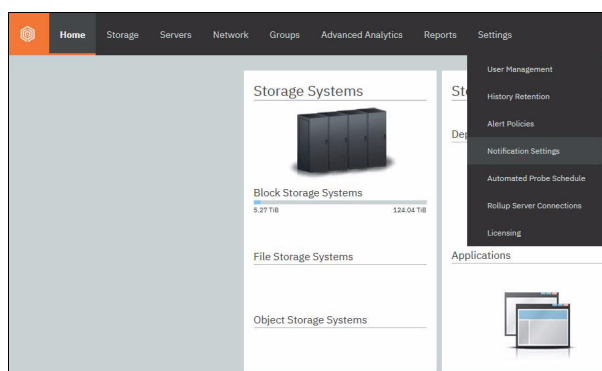 Home Storage Servers Network Groups Advanced Analytics Reports Settings
User Management
History Retention
Alert Policies
Notification Settings
Automated Probe Schedule
Rollup Server Connections
Licensing
Storage Systems
Block Storage Systems
5.27 TiB 124.04 TiB
File Storage Systems
Object Storage Systems
St
De
Applications